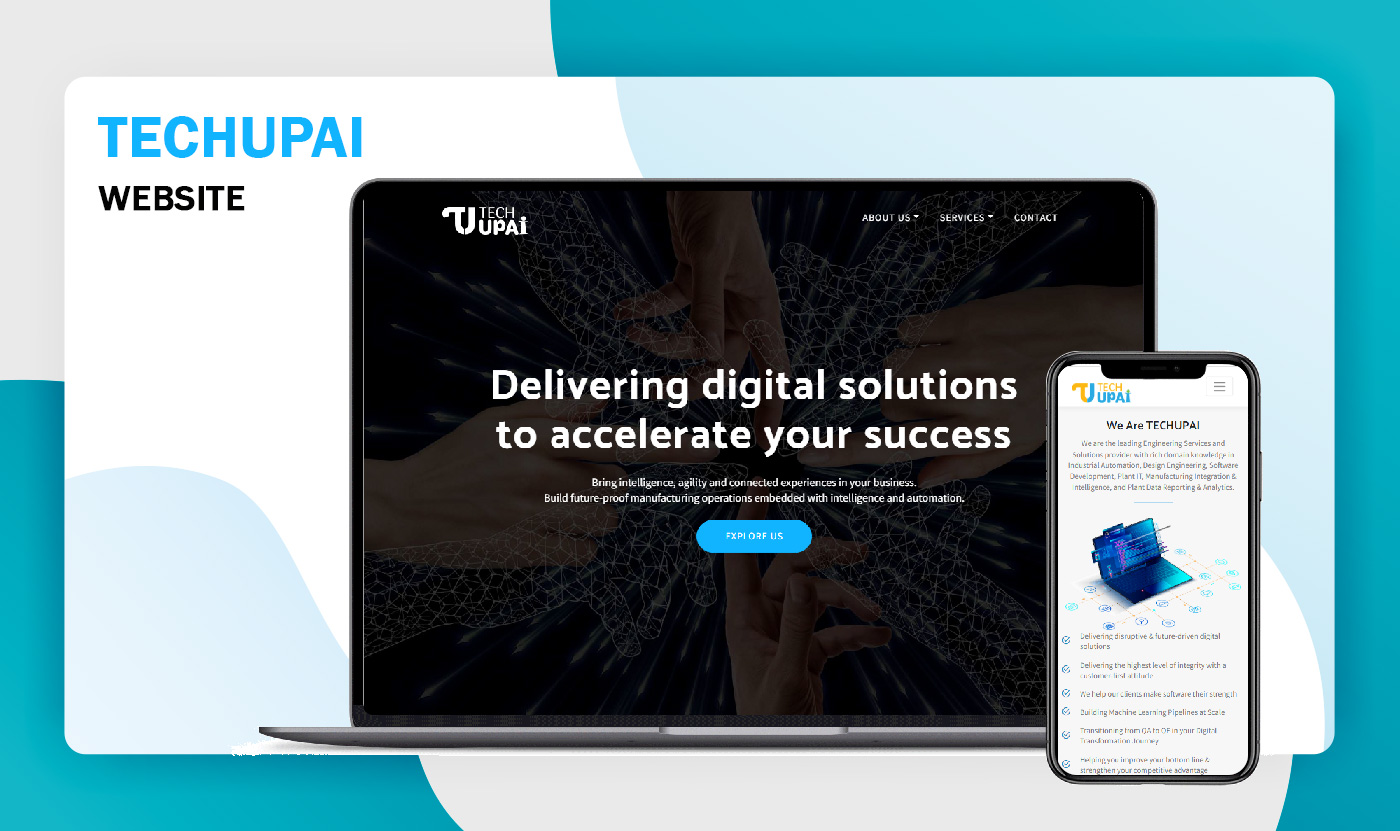 TECHUPAI
WEBSITE
TECH
UPAi
ABOUT US
SERVICES
CONTACT
Delivering digital solutions
to accelerate your success
Bring intelligence, agility and connected experiences in your business.
Build future-proof manufacturing operations embedded with intelligence and automation.
EXPLORE US
TECH
UPAi
We Are TECHUPAI
We are the leading Engineering Services and
Solutions provider with rich domain knowledge in
Industrial Automation, Design Engineering, Software
Development, Plant IT, Manufacturing Integration &
Intelligence, and Plant Data Reporting & Analytics.
Delivering disruptive & future-driven digital
solutions
Delivering the highest level of integrity with a
customer-first attitude
We help our clients make software their strength
Building Machine Learning Pipelines at Scale
Transitioning from QA to QE in your Digital
Transformation Journey
Helping you improve your bottom line &
strengthen your competitive advantage